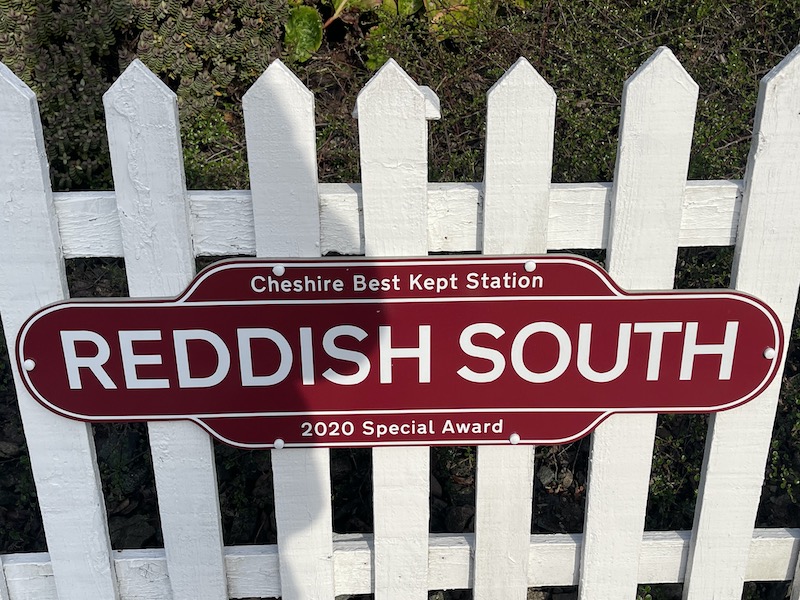 Cheshire Best Kept Station
REDDISH SOUTH
2020 Special Award